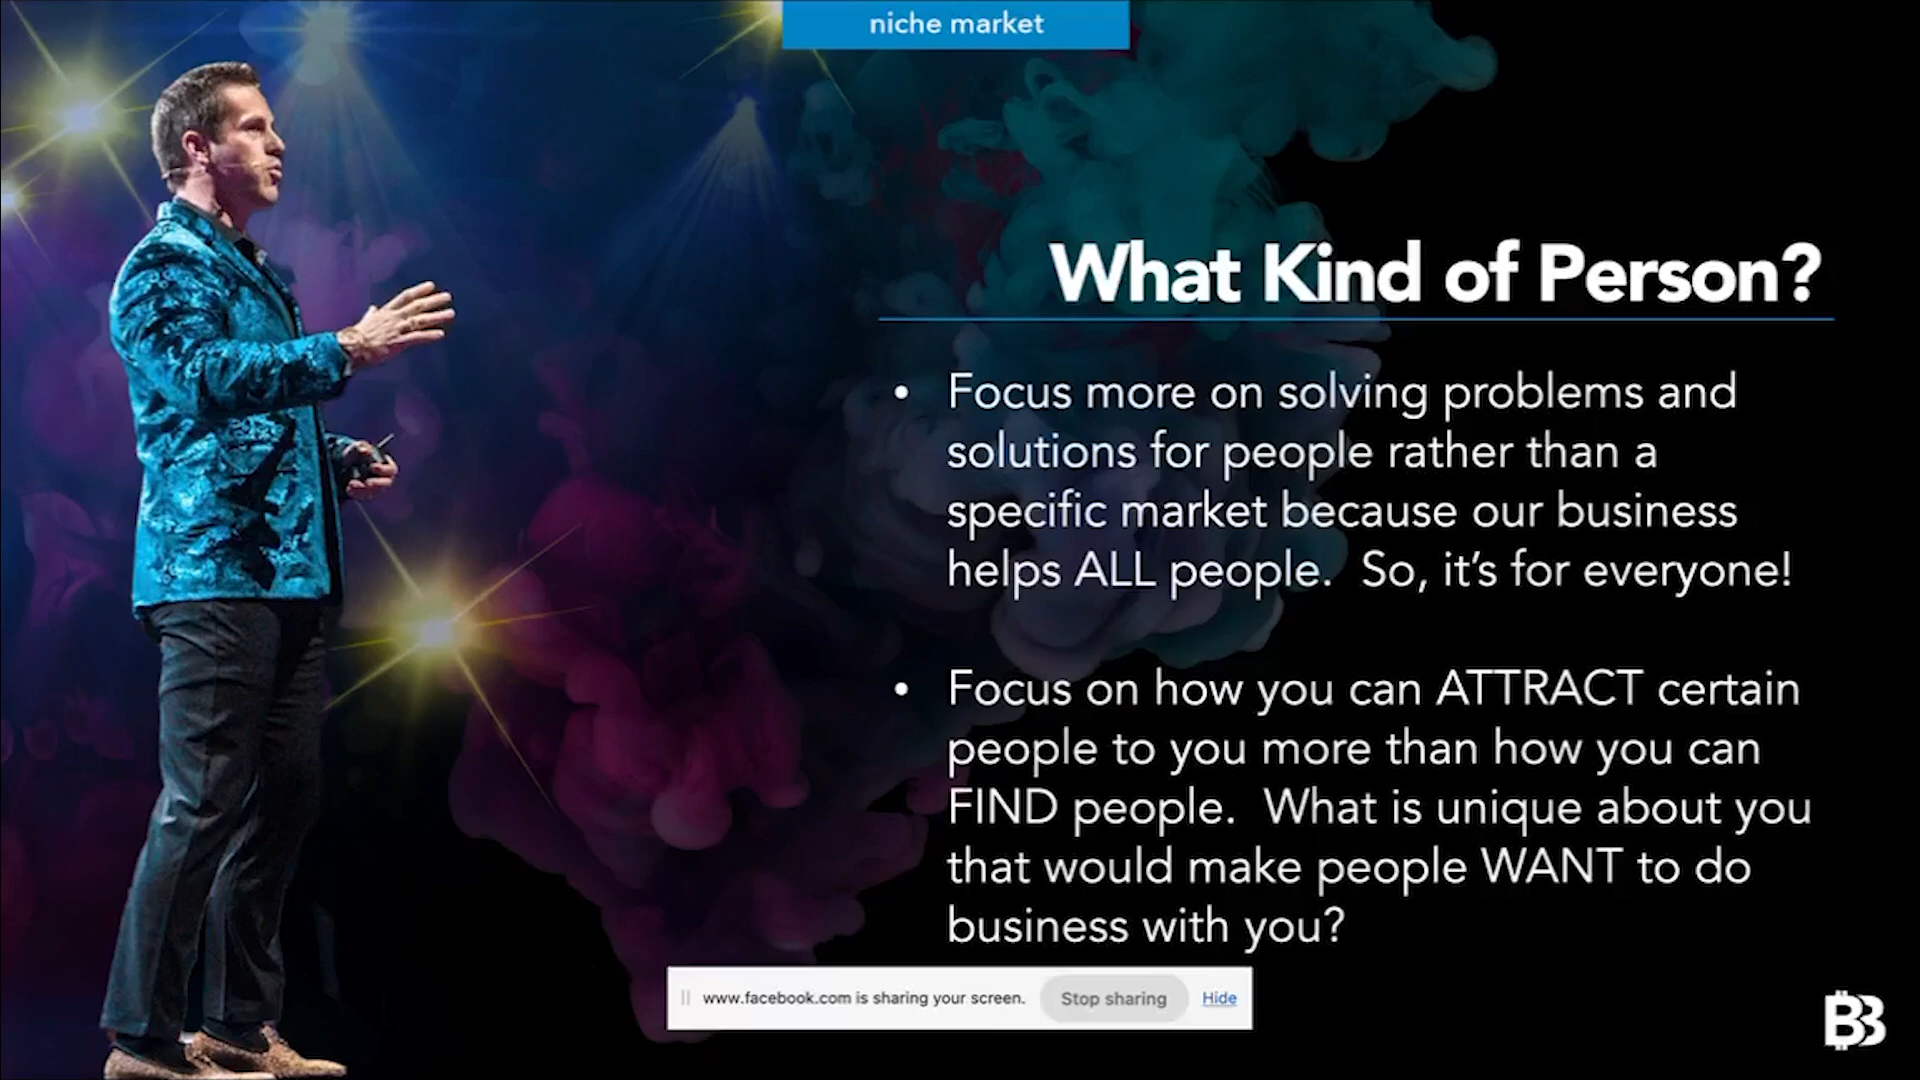 niche market
What Kind of Person?
• Focus more on solving problems and
solutions for people rather than a
specific market because our business
helps ALL people. So, it's for everyone!
• Focus on how you can ATTRACT certain
people to you more than how you can
FIND people. What is unique about you
that would make people WANT to do
business with you?
www.facebook.com is sharing your screen. Stop sharing Hide